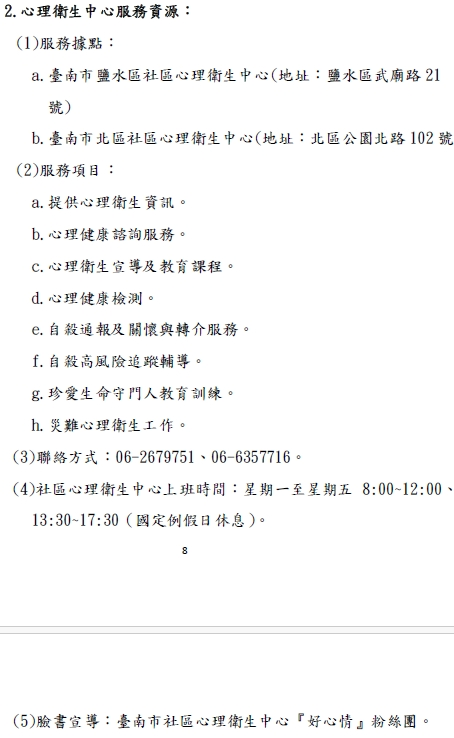 2.心理衛生中心服務資源：
(1)服務據點：
a.臺南市鹽水區社區心理衛生中心(地址：鹽水區武廟路21
號)
b.臺南市北區社區心理衛生中心(地址：北區公園北路102號
(2)服務項目：
a.提供心理衛生資訊。
b.心理健康諮詢服務。
c.心理衛生宣導及教育課程。
d.心理健康檢測。
e.自殺通報及關懷與轉介服務。
f.自殺高風險追蹤輔導。
g.珍愛生命守門人教育訓練。
h.災難心理衛生工作。
(3)聯絡方式：06-2679751、06-6357716。
(4)社區心理衛生中心上班時間：星期一至星期五 8:00~12:00、
13:30~17:30（國定例假日休息）。
8
(5)臉書宣導：臺南市社區心理衛生中心『好心情』粉絲團。